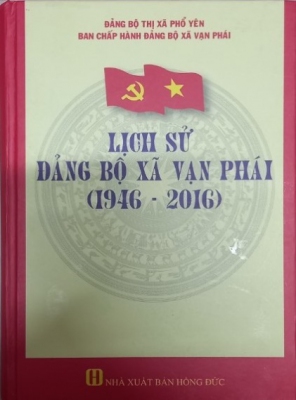 ĐẢNG BỘ THỊ XÃ PHỔ YÊN
BAN CHẤP HÀNH ĐẢNG BỘ XÃ VẠN PHÁI
LỊCH SỬ
ĐẢNG BỘ XÃ VẠN PHÁI
(1946 - 2016)
NHÀ XUẤT BẢN HỒNG ĐỨC